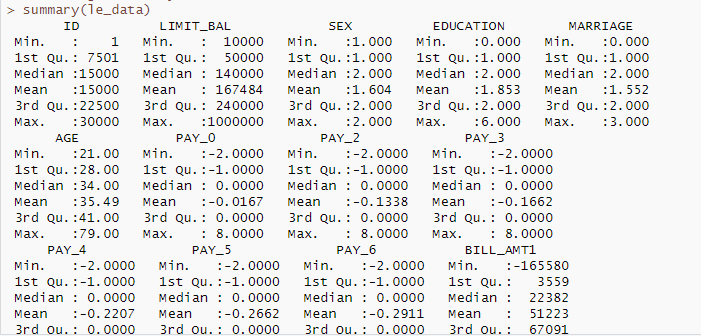 > summary(le_data)
ID LIMIT_BAL SEX EDUCATION MARRIAGE
Min. : 1 Min. : 10000 Min. :1.000 Min. :0.000 Min. :0.000
1st Qu.: 7501 1st Qu.: 50000 1st Qu.:1.000 1st Qu.:1.000 1st Qu.:1.000
Median :15000 Median : 140000 Median :2.000 Median :2.000 Median :2.000
Mean :15000 Mean : 167484 Mean :1.604 Mean :1.853 Mean :1.552
3rd Qu.:22500 3rd Qu.: 240000 3rd Qu.:2.000 3rd Qu.:2.000 3rd Qu.:2.000
Max. :30000 Max. :1000000 Max. :2.000 Max. :6.000 Max. :3.000
AGE PAY_0 PAY_2 PAY_3
Min. :21.00 Min. :-2.0000 Min. :-2.0000 Min. :-2.0000
1st Qu.:28.00 1st Qu.:-1.0000 1st Qu.:-1.0000 1st Qu.:-1.0000
Median :34.00 Median : 0.0000 Median : 0.0000 Median : 0.0000
Mean :35.49 Mean :-0.0167 Mean :-0.1338 Mean :-0.1662
3rd Qu.:41.00 3rd Qu.: 0.0000 3rd Qu.: 0.0000 3rd Qu.: 0.0000
Max. :79.00 Max. : 8.0000 Max. : 8.0000 Max. : 8.0000
PAY_4 PAY_5 PAY_6 BILL_AMT1
Min. :-2.0000 Min. :-2.0000 Min. :-2.0000 Min. :-165580
1st Qu.:-1.0000 1st Qu.:-1.0000 1st Qu.:-1.0000 1st Qu.: 3559
Median : 0.0000 Median : 0.0000 Median : 0.0000 Median : 22382
Mean :-0.2207 Mean :-0.2662 Mean :-0.2911 Mean : 51223
3rd Qu.: 0.0000 3rd Qu.: 0.0000 3rd Qu.: 0.0000 3rd Qu.: 67091